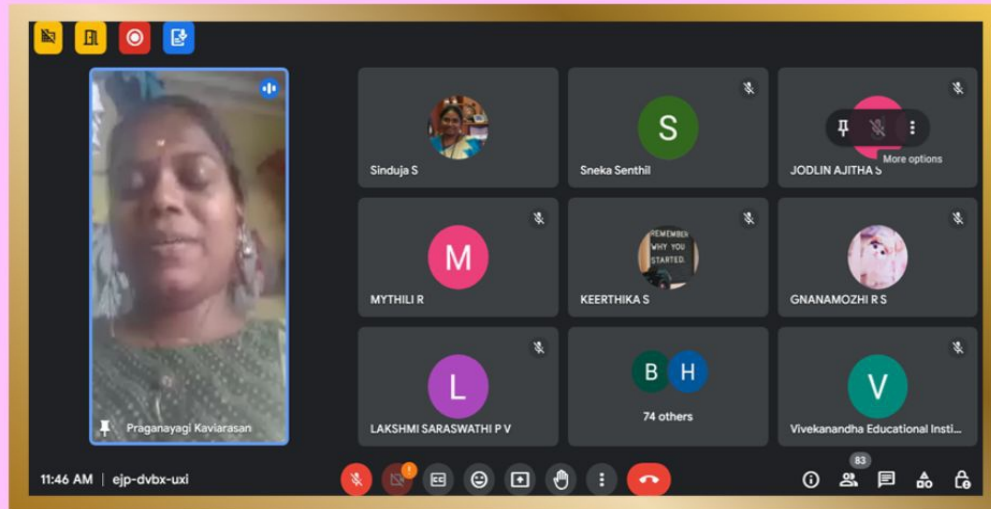 Sinduja S
S
Sneka Senthil
More options
JODLIN AJITHA S
M
MYTHILI R
REMEMBER
WHY YOU
STARTED.
KEERTHIKA S
GNANAMOZHI R S
L
LAKSHMI SARASWATHI P V
B H
74 others
V
Vivekanandha Educational Insti...
Praganayagi Kaviarasan
11:46 AM | ejp-dvbx-uxi
CC
83